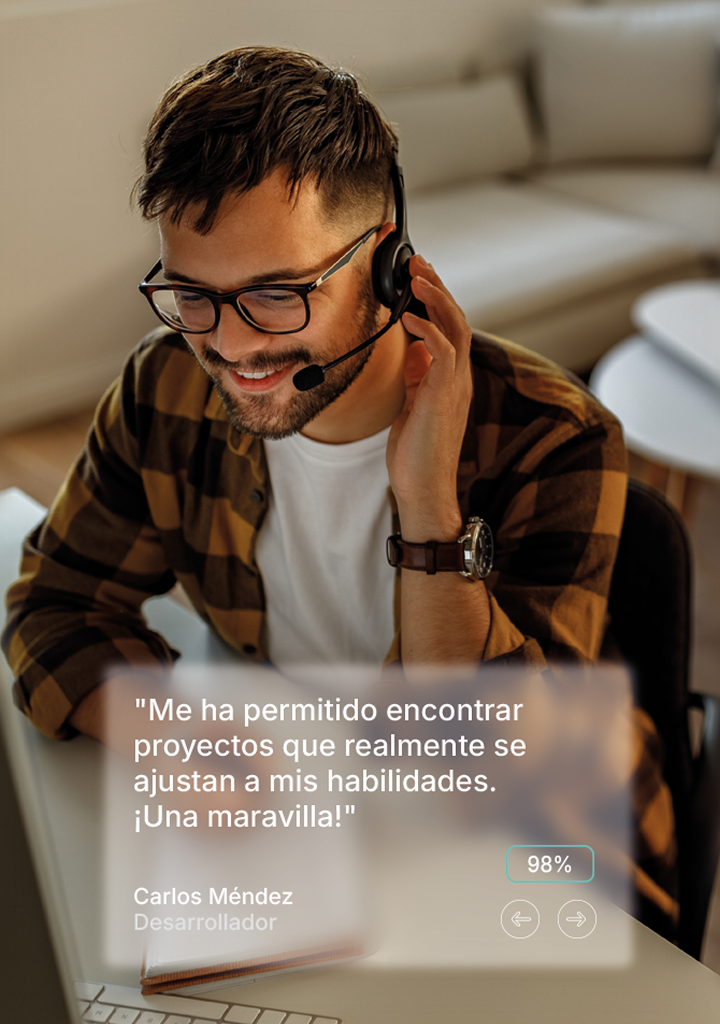 "Me ha permitido encontrar
proyectos que realmente se
ajustan a mis habilidades.
¡Una maravilla!"
98%
Carlos Méndez
Desarrollador